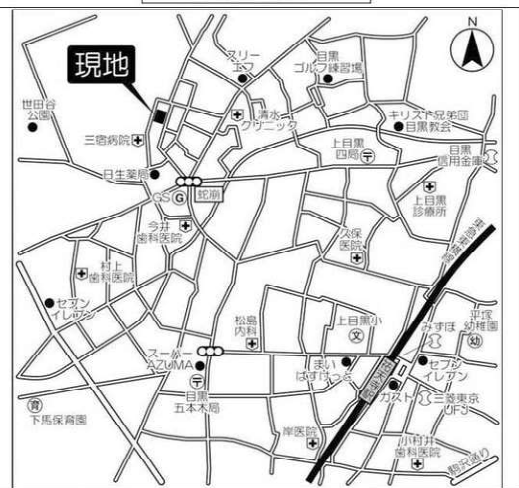 N
現地
スリー
エフ
目黒
ゴルフ練習場
世田谷
公園
清水
クリニック
キリスト兄弟団
目黒教会
三宿病院
上目黒
四局
目黒
信用金庫
日生薬局
上目黒
診療所
GS
G
蛇崩
今井
歯科医院
久保
医院
村上
歯科医院
セブン
イレブン
松島
内科
上目黒小
文
みずほ
平塚
幼稚園
幼
スーパー
AZUMA
まい
ばすけっと
セブン
イレブン
目黒
五本木局
ガスト
三菱東京
UFJ
育
下馬保育園
岸医院
小村井
歯科医院
駒沢通り